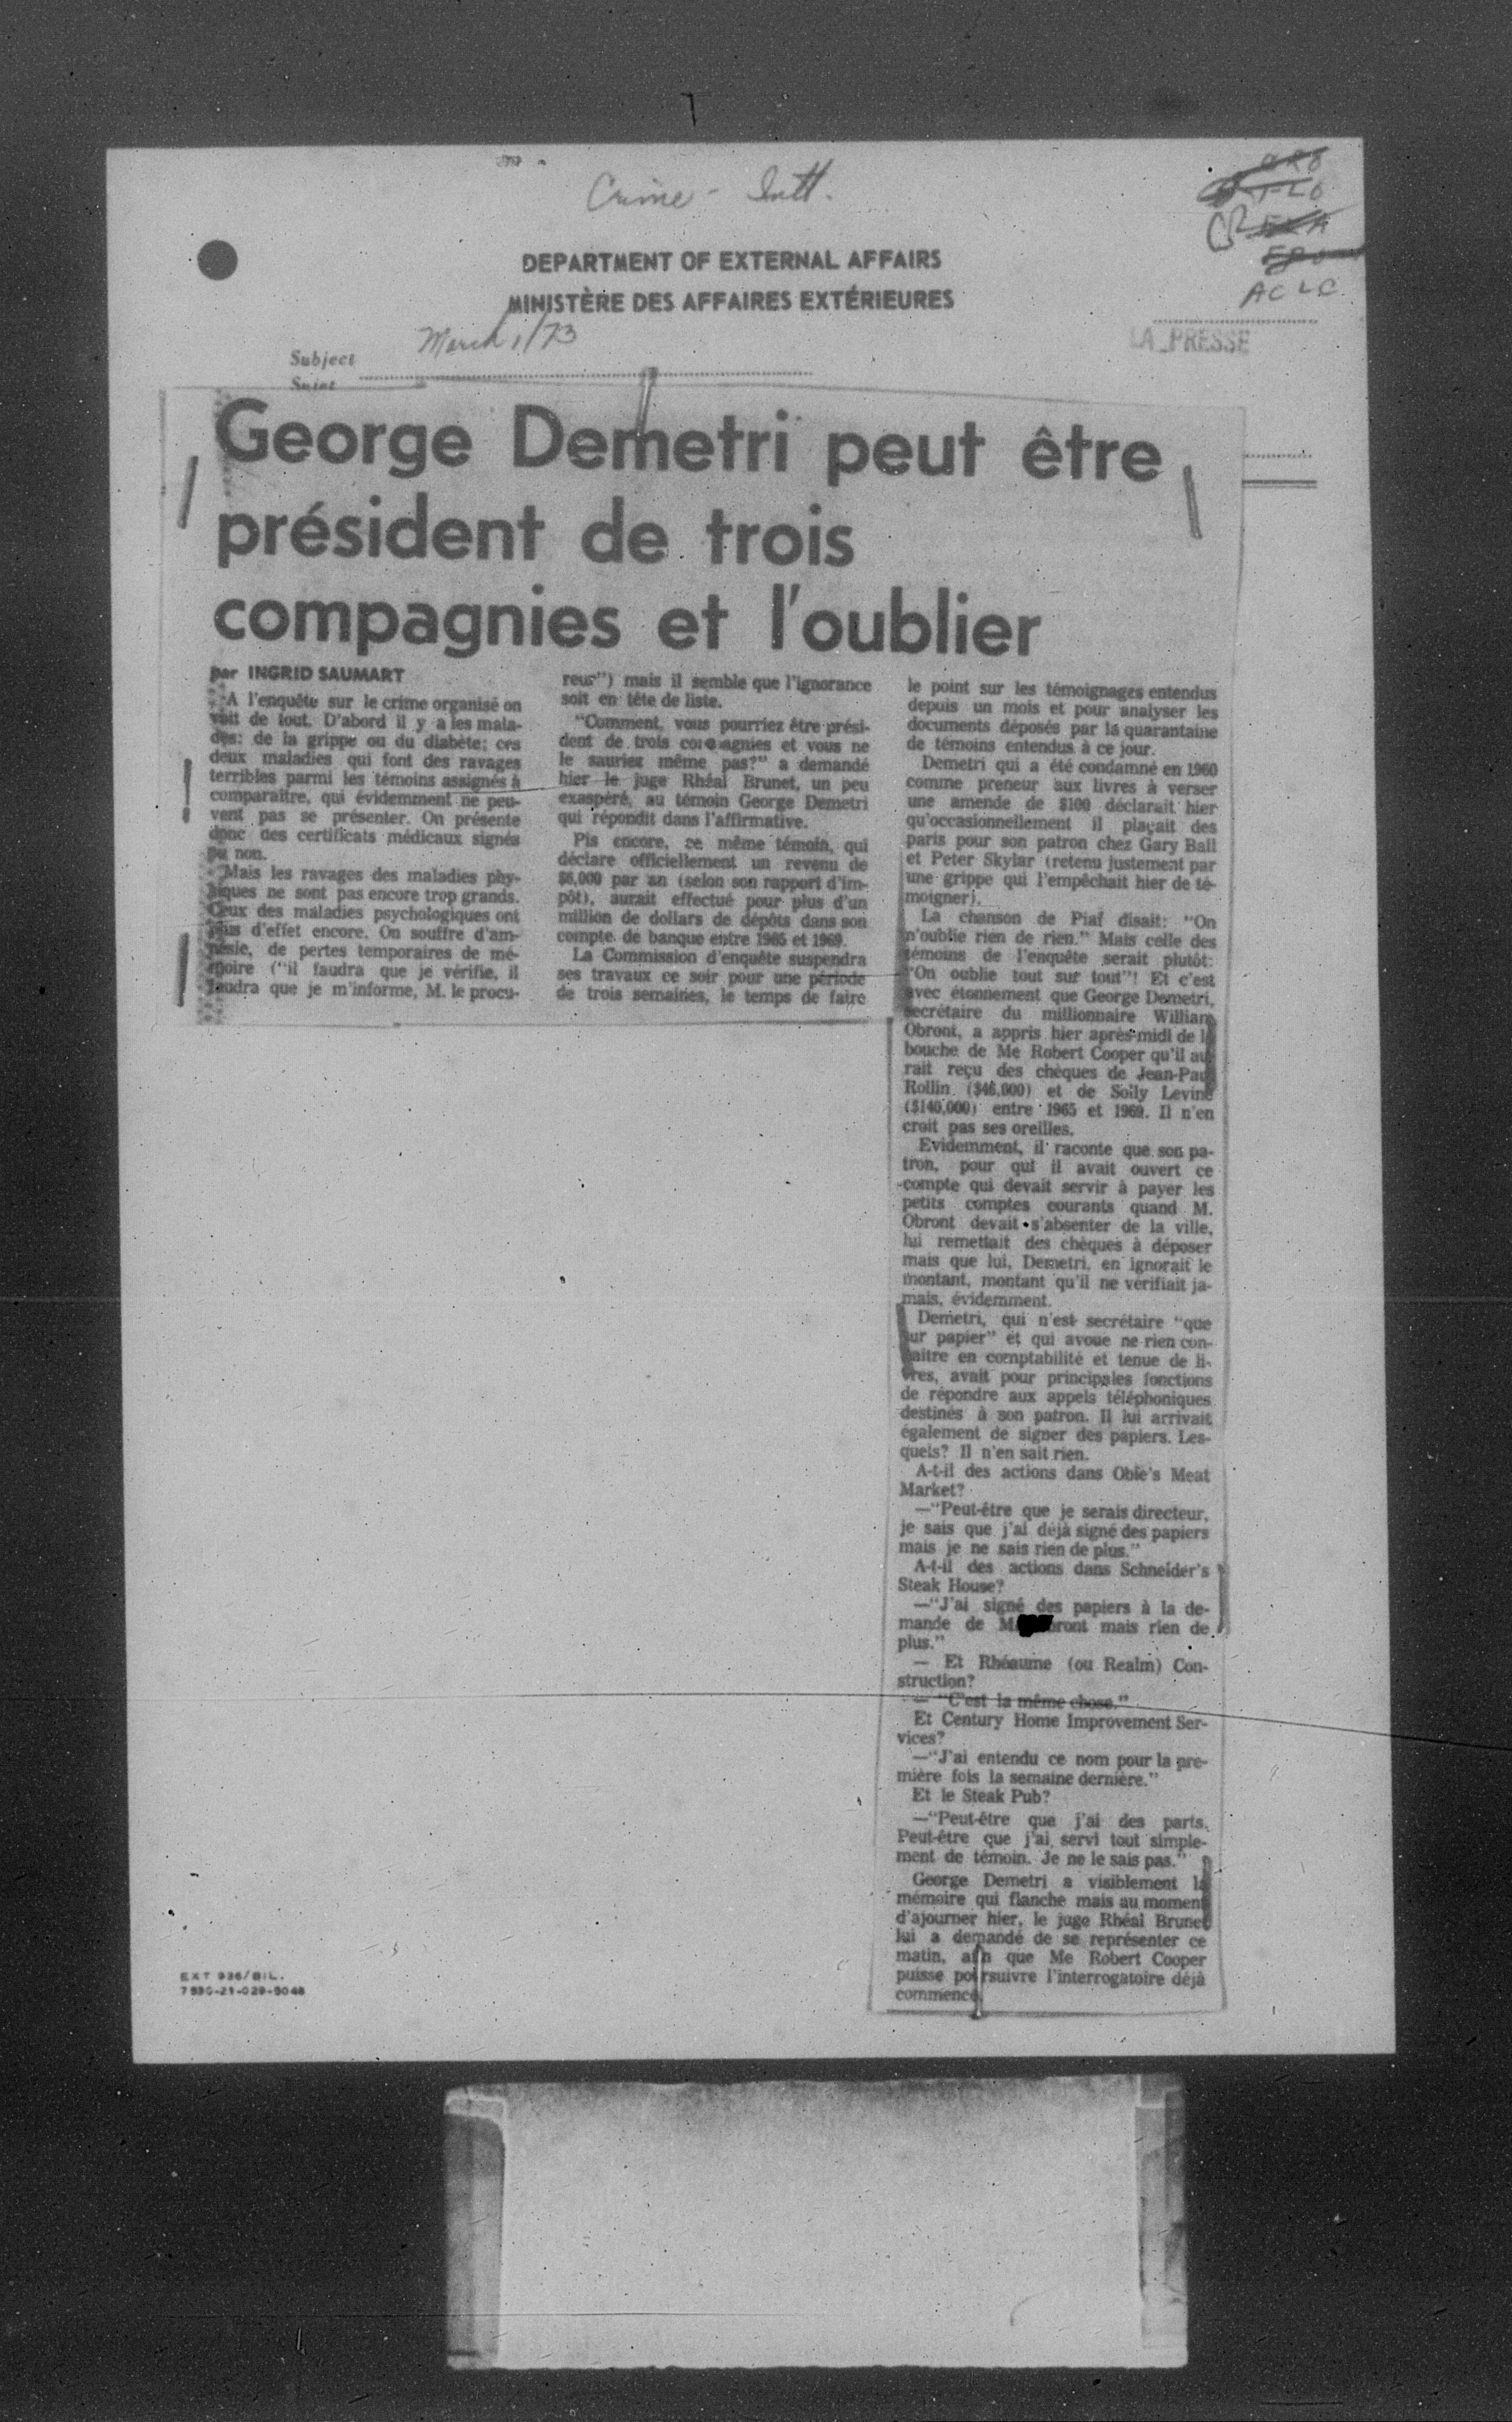 Crime - Intl.
DEPARTMENT OF EXTERNAL AFFAIRS
MINISTÈRE DES AFFAIRES EXTÉRIEURES
ACLC
March 1/73
LA PRESSE
Subject
Sujet
George Demetri peut être
président de trois
compagnies et l'oublier
par INGRID SAUMART
A l'enquête sur le crime organisé on
voit de tout. D'abord il y a les mala-
des: de la grippe ou du diabète; ces
deux maladies qui font des ravages
terribles parmi les témoins assignés à
comparaître, qui évidemment ne peu-
vent pas se présenter. On présente
donc des certificats médicaux signés
ou non.
Mais les ravages des maladies phy-
siques ne sont pas encore trop grands.
Ceux des maladies psychologiques ont
plus d'effet encore. On souffre d'am-
nésie, de pertes temporaires de mé-
moire ("il faudra que je vérifie, il
faudra que je m'informe, M. le procu-
reur") mais il semble que l'ignorance
soit en tête de liste.
"Comment, vous pourriez être prési-
dent de trois compagnies et vous ne
le sauriez même pas?" a demandé
hier le juge Rhéal Brunet, un peu
exaspéré, au témoin George Demetri
qui répondit dans l'affirmative.
Pis encore, ce même témoin, qui
déclare officiellement un revenu de
$6,000 par an (selon son rapport d'im-
pôt), aurait effectué pour plus d'un
million de dollars de dépôts dans son
compte de banque entre 1965 et 1969.
La Commission d'enquête suspendra
ses travaux ce soir pour une période
de trois semaines, le temps de faire
le point sur les témoignages entendus
depuis un mois et pour analyser les
documents déposés par la quarantaine
de témoins entendus à ce jour.
Demetri qui a été condamné en 1960
comme preneur aux livres à verser
une amende de $100 déclarait hier
qu'occasionnellement il plaçait des
paris pour son patron chez Gary Ball
et Peter Skylar (retenu justement par
une grippe qui l'empêchait hier de té-
moigner).
La chanson de Piaf disait: "On
n'oublie rien de rien." Mais celle des
témoins de l'enquête serait plutôt:
"On oublie tout sur tout"! Et c'est
avec étonnement que George Demetri,
secrétaire du millionnaire William
Obront, a appris hier après-midi de la
bouche de Me Robert Cooper qu'il au-
rait reçu des chèques de Jean-Paul
Rollin ($46,000) et de Solly Levine
($140,000) entre 1965 et 1969. Il n'en
croit pas ses oreilles.
Evidemment, il raconte que son pa-
tron, pour qui il avait ouvert ce
compte qui devait servir à payer les
petits comptes courants quand M.
Obront devait s'absenter de la ville,
lui remettait des chèques à déposer
mais que lui, Demetri, en ignorait le
montant, montant qu'il ne vérifiait ja-
mais, évidemment.
Demetri, qui n'est secrétaire "que
sur papier" et qui avoue ne rien con-
naître en comptabilité et tenue de li-
vres, avait pour principales fonctions
de répondre aux appels téléphoniques
destinés à son patron. Il lui arrivait
également de signer des papiers. Les-
quels? Il n'en sait rien.
A-t-il des actions dans Obie's Meat
Market?
—"Peut-être que je serais directeur,
je sais que j'ai déjà signé des papiers
mais je ne sais rien de plus."
A-t-il des actions dans Schneider's
Steak House?
—"J'ai signé des papiers à la de-
mande de M. Obront mais rien de
plus."
— Et Rhéaume (ou Realm) Con-
struction?
— "C'est la même chose."
Et Century Home Improvement Ser-
vices?
—"J'ai entendu ce nom pour la pre-
mière fois la semaine dernière."
Et le Steak Pub?
—"Peut-être que j'ai des parts.
Peut-être que j'ai servi tout simple-
ment de témoin. Je ne le sais pas."
George Demetri a visiblement la
mémoire qui flanche mais au moment
d'ajourner hier, le juge Rhéal Brunet
lui a demandé de se représenter ce
matin, afin que Me Robert Cooper
puisse poursuivre l'interrogatoire déjà
commencé.
EXT 936/BIL.
7530-21-029-5048